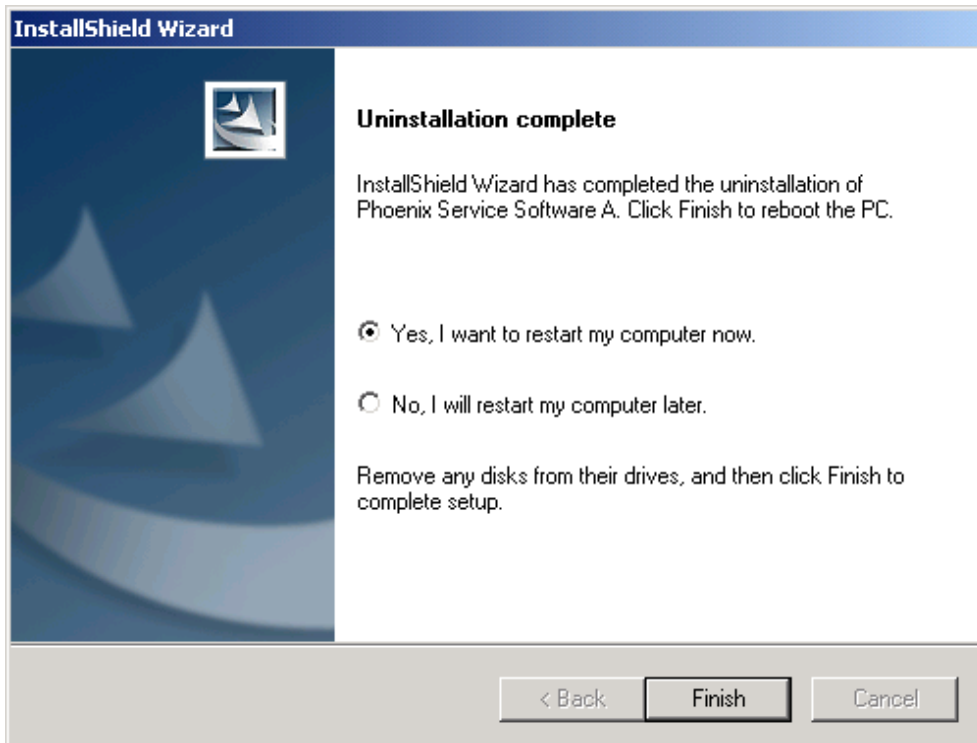 InstallShield Wizard
Uninstallation complete
InstallShield Wizard has completed the uninstallation of
Phoenix Service Software A. Click Finish to reboot the PC.
Yes, I want to restart my computer now.
No, I will restart my computer later.
Remove any disks from their drives, and then click Finish to
complete setup.
< Back
Finish
Cancel